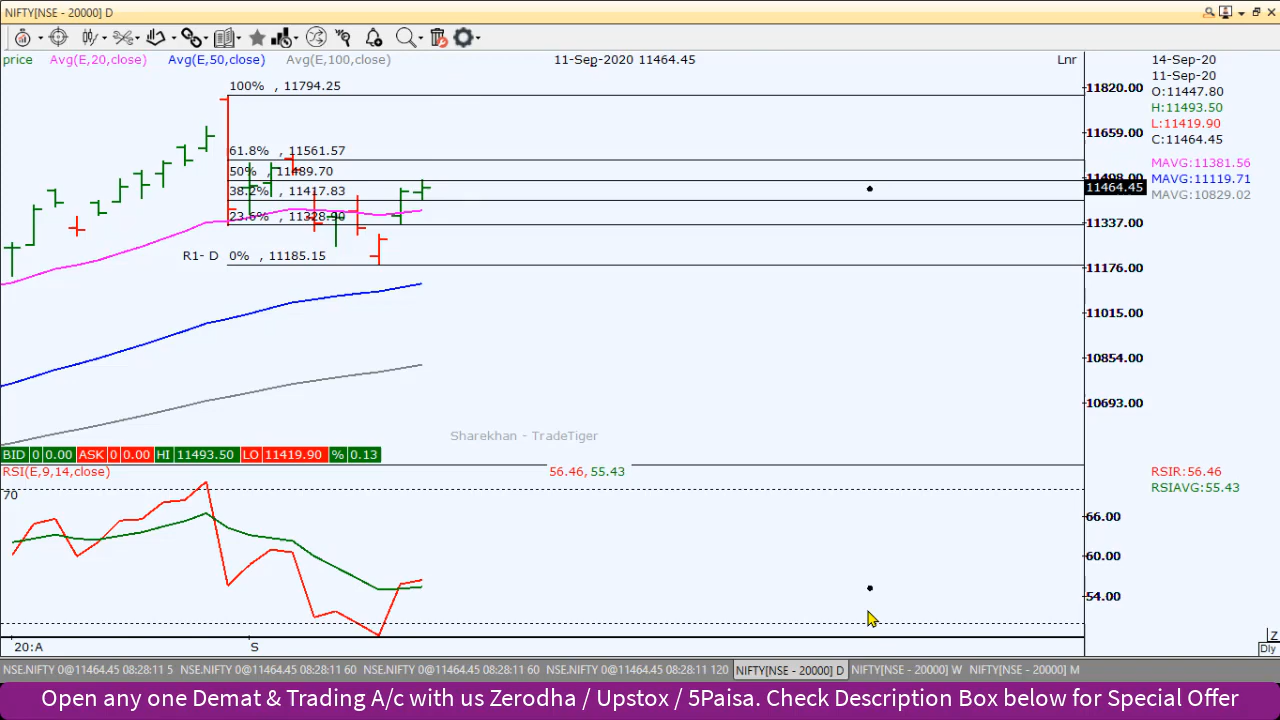 NIFTY[NSE - 20000] D
price Avg(E,20,close) Avg(E,50,close) Avg(E,100,close) 11-Sep-2020 11464.45 Lnr
14-Sep-20
11-Sep-20
O:11447.80
H:11493.50
L:11419.90
C:11464.45
MAVG:11381.56
MAVG:11119.71
MAVG:10829.02
100% , 11794.25
61.8% , 11561.57
50% , 11489.70
38.2% , 11417.83
23.6% , 11328.90
R1- D 0% , 11185.15
11820.00
11659.00
11498.00
11464.45
11337.00
11176.00
11015.00
10854.00
10693.00
Sharekhan - TradeTiger
BID 0 0.00 ASK 0 0.00 HI 11493.50 LO 11419.90 % 0.13
RSI(E,9,14,close) 56.46, 55.43
RSIR:56.46
RSIAVG:55.43
70
66.00
60.00
54.00
20:A S
Z
Dly
NSE.NIFTY 0@11464.45 08:28:11 5 NSE.NIFTY 0@11464.45 08:28:11 60 NSE.NIFTY 0@11464.45 08:28:11 60 NSE.NIFTY 0@11464.45 08:28:11 120 NIFTY[NSE - 20000] D NIFTY[NSE - 20000] W NIFTY[NSE - 20000] M
Open any one Demat & Trading A/c with us Zerodha / Upstox / 5Paisa. Check Description Box below for Special Offer